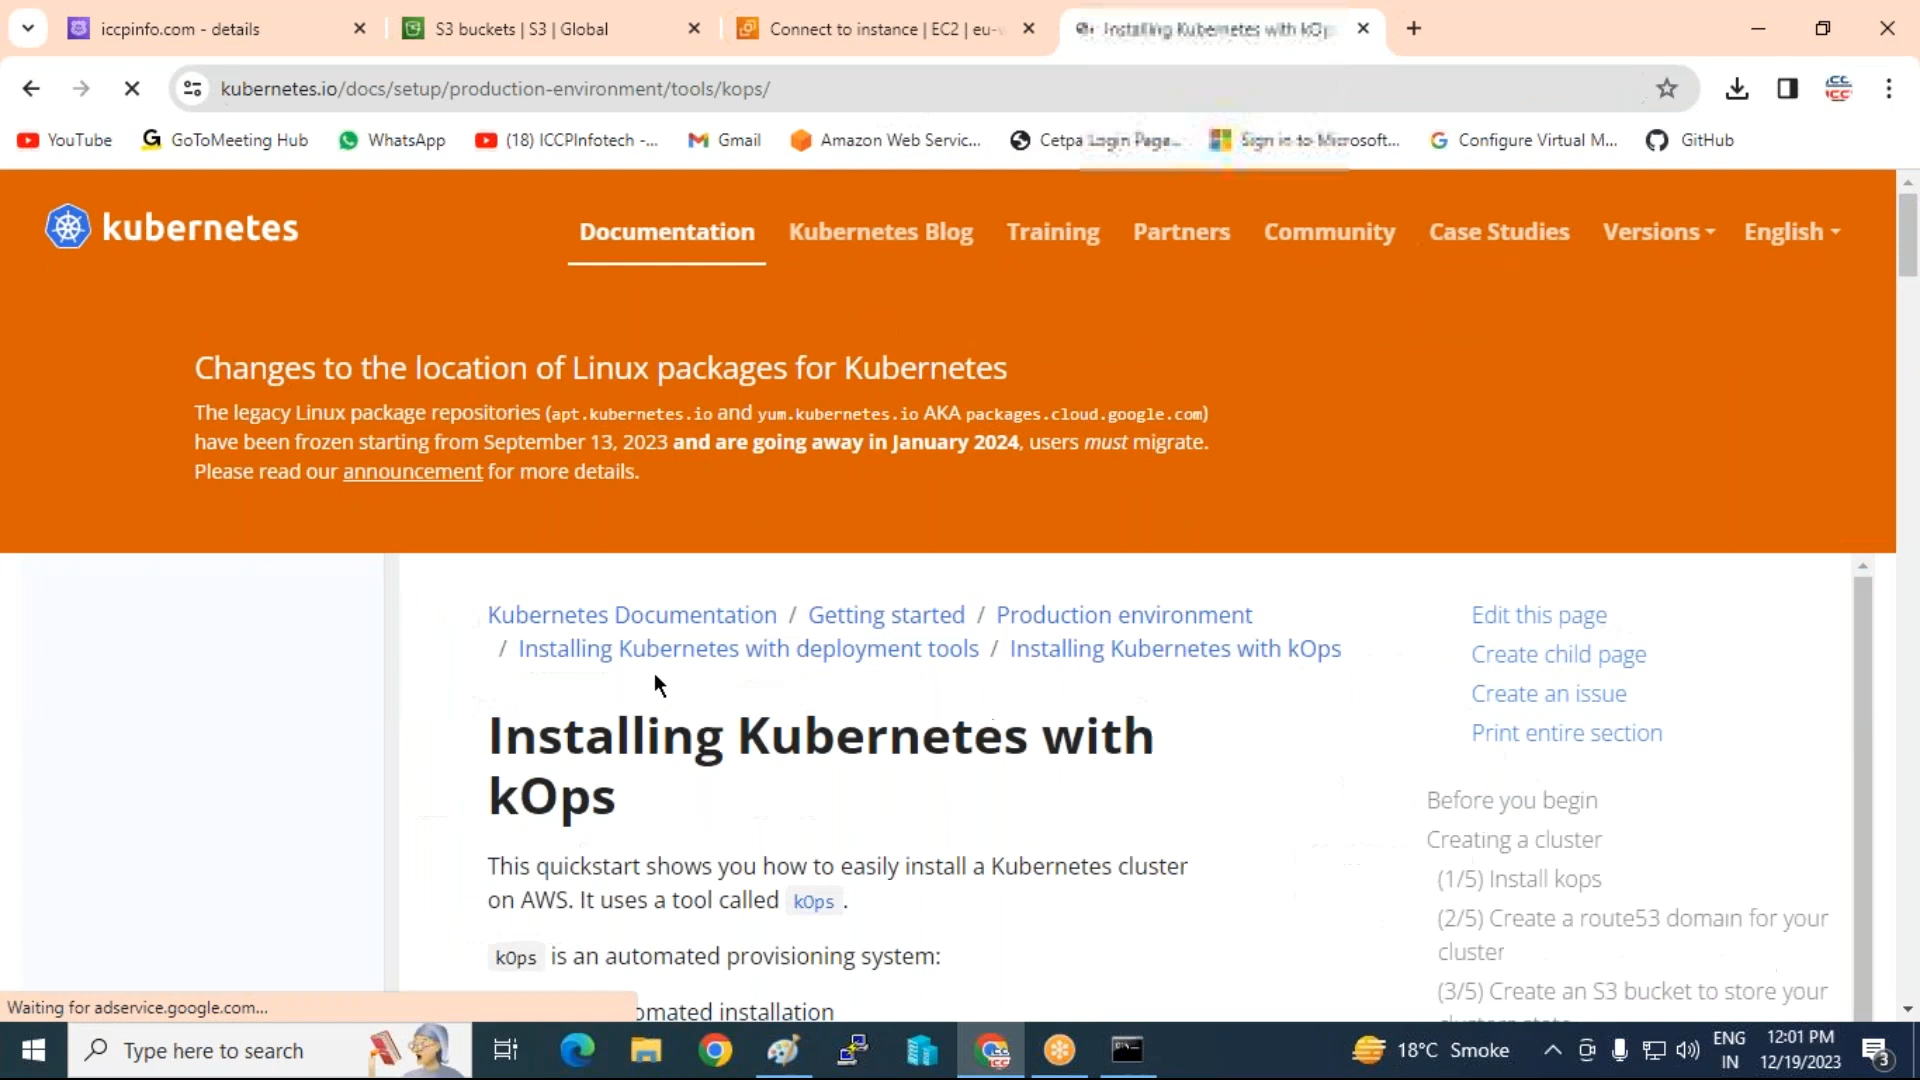 iccpinfo.com - details
S3 buckets | S3 | Global
Connect to instance | EC2 | eu-
Installing Kubernetes with kOp
kubernetes.io/docs/setup/production-environment/tools/kops/
YouTube
GoToMeeting Hub
WhatsApp
(18) ICCPInfotech -...
Gmail
Amazon Web Servic...
Cetpa Login Page...
Sign in to Microsoft...
Configure Virtual M...
GitHub
kubernetes
Documentation
Kubernetes Blog
Training
Partners
Community
Case Studies
Versions
English
Changes to the location of Linux packages for Kubernetes
The legacy Linux package repositories (apt.kubernetes.io and yum.kubernetes.io AKA packages.cloud.google.com)
have been frozen starting from September 13, 2023 and are going away in January 2024, users must migrate.
Please read our announcement for more details.
Kubernetes Documentation / Getting started / Production environment
/ Installing Kubernetes with deployment tools / Installing Kubernetes with kOps
Installing Kubernetes with
kOps
This quickstart shows you how to easily install a Kubernetes cluster
on AWS. It uses a tool called kOps .
kOps is an automated provisioning system:
omated installation
Edit this page
Create child page
Create an issue
Print entire section
Before you begin
Creating a cluster
(1/5) Install kops
(2/5) Create a route53 domain for your
cluster
(3/5) Create an S3 bucket to store your
Waiting for adservice.google.com...
Type here to search
18°C Smoke
ENG
IN
12:01 PM
12/19/2023
3